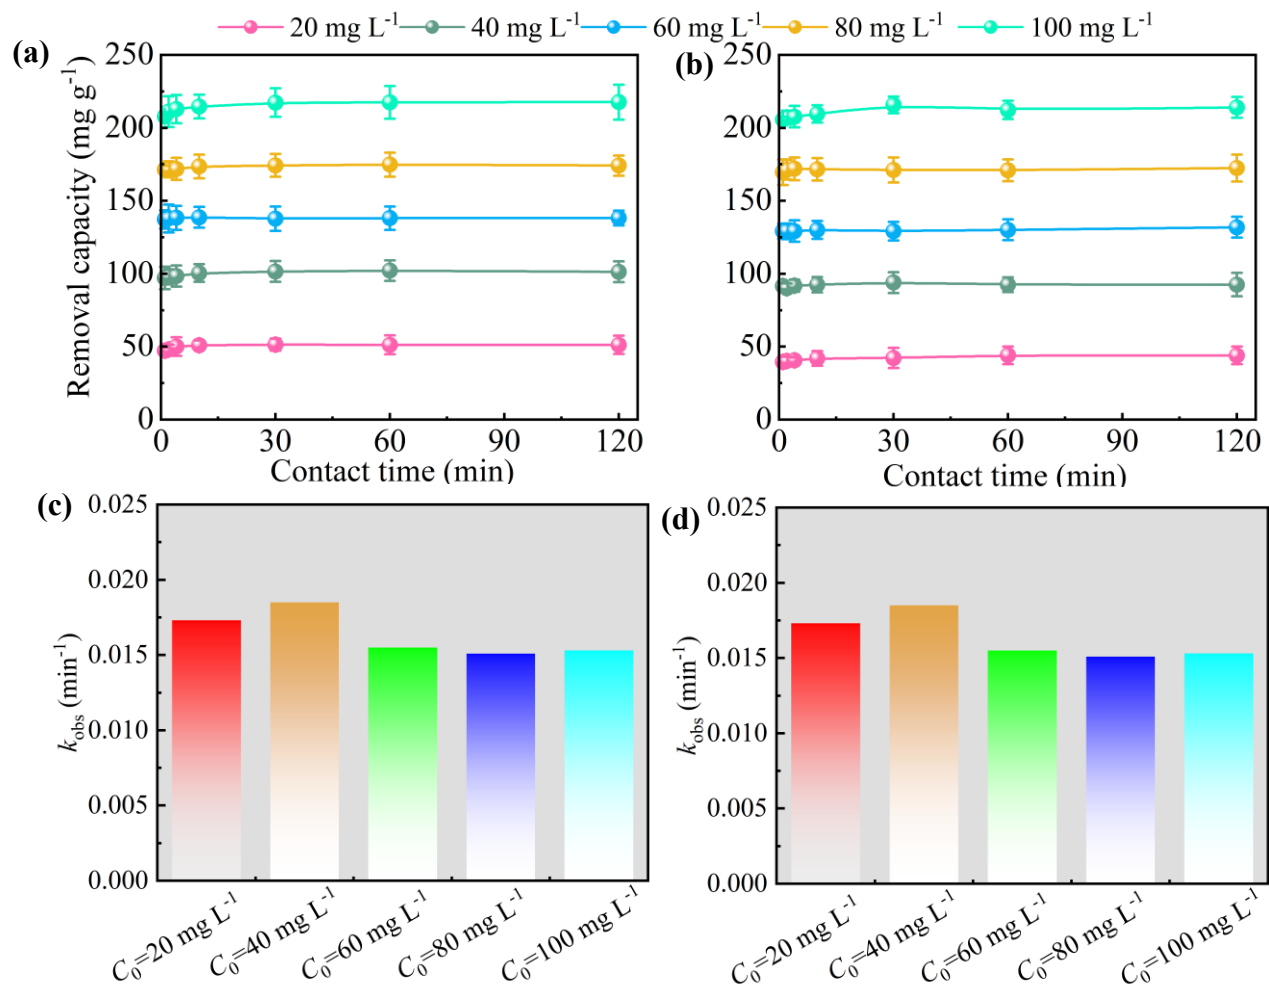 20 mg L⁻¹ 40 mg L⁻¹ 60 mg L⁻¹ 80 mg L⁻¹ 100 mg L⁻¹
(a)
Removal capacity (mg g⁻¹)
250
200
150
100
50
0
0 30 60 90 120
Contact time (min)
(b)
250
200
150
100
50
0
0 30 60 90 120
Contact time (min)
(c)
k_obs (min⁻¹)
0.025
0.020
0.015
0.010
0.005
0.000
C₀=20 mg L⁻¹
C₀=40 mg L⁻¹
C₀=60 mg L⁻¹
C₀=80 mg L⁻¹
C₀=100 mg L⁻¹
(d)
k_obs (min⁻¹)
0.025
0.020
0.015
0.010
0.005
0.000
C₀=20 mg L⁻¹
C₀=40 mg L⁻¹
C₀=60 mg L⁻¹
C₀=80 mg L⁻¹
C₀=100 mg L⁻¹